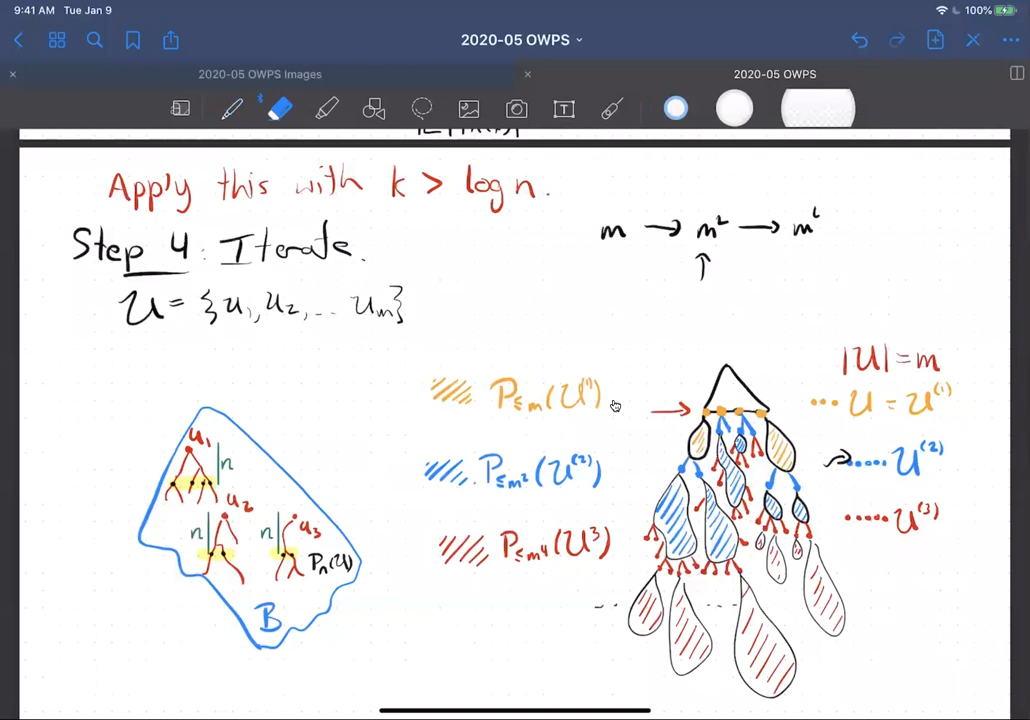 9:41 AM Tue Jan 9
100%
2020-05 OWPS
2020-05 OWPS Images
2020-05 OWPS
Apply this with k > log n.
Step 4: Iterate.
m → m² → m⁶
↑
𝒰 = {u₁, u₂, ... uₘ}
|𝒰| = m
P≤m(𝒰⁽¹⁾)
... 𝒰 = 𝒰⁽¹⁾
P≤m²(𝒰⁽²⁾)
..... 𝒰⁽²⁾
P≤m⁴(𝒰³)
..... 𝒰⁽³⁾
u₁
n
u₂
n
n
u₃
Pₙ(𝒰)
B